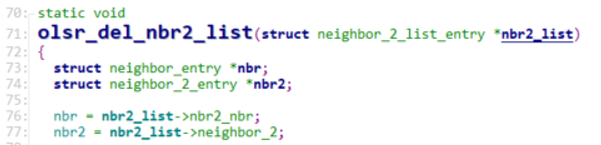 70: static void
71: olsr_del_nbr2_list(struct neighbor_2_list_entry *nbr2_list)
72: {
73: struct neighbor_entry *nbr;
74: struct neighbor_2_entry *nbr2;
75:
76: nbr = nbr2_list->nbr2_nbr;
77: nbr2 = nbr2_list->neighbor_2;